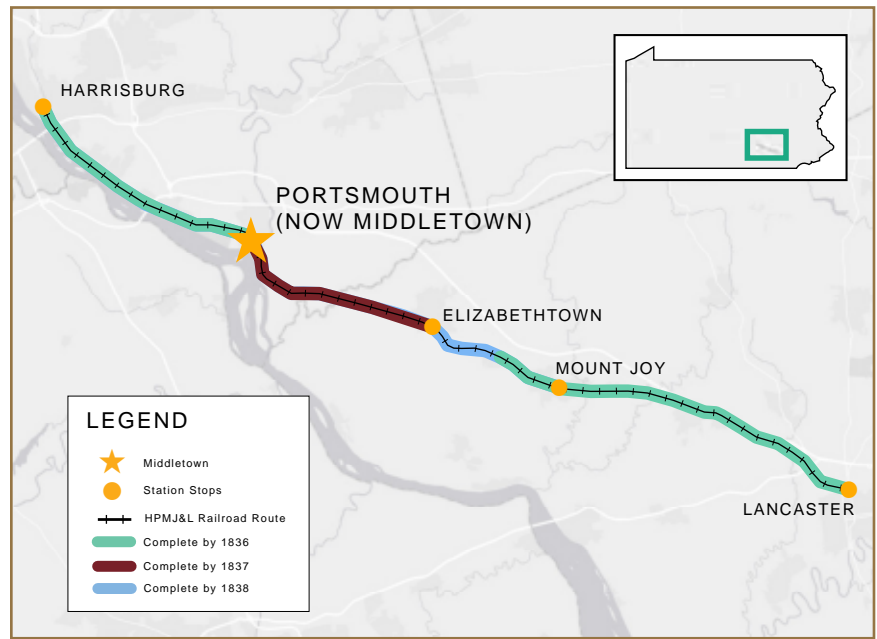 HARRISBURG
PORTSMOUTH
(NOW MIDDLETOWN)
ELIZABETHTOWN
MOUNT JOY
LANCASTER
LEGEND
Middletown
Station Stops
HPMJ&L Railroad Route
Complete by 1836
Complete by 1837
Complete by 1838